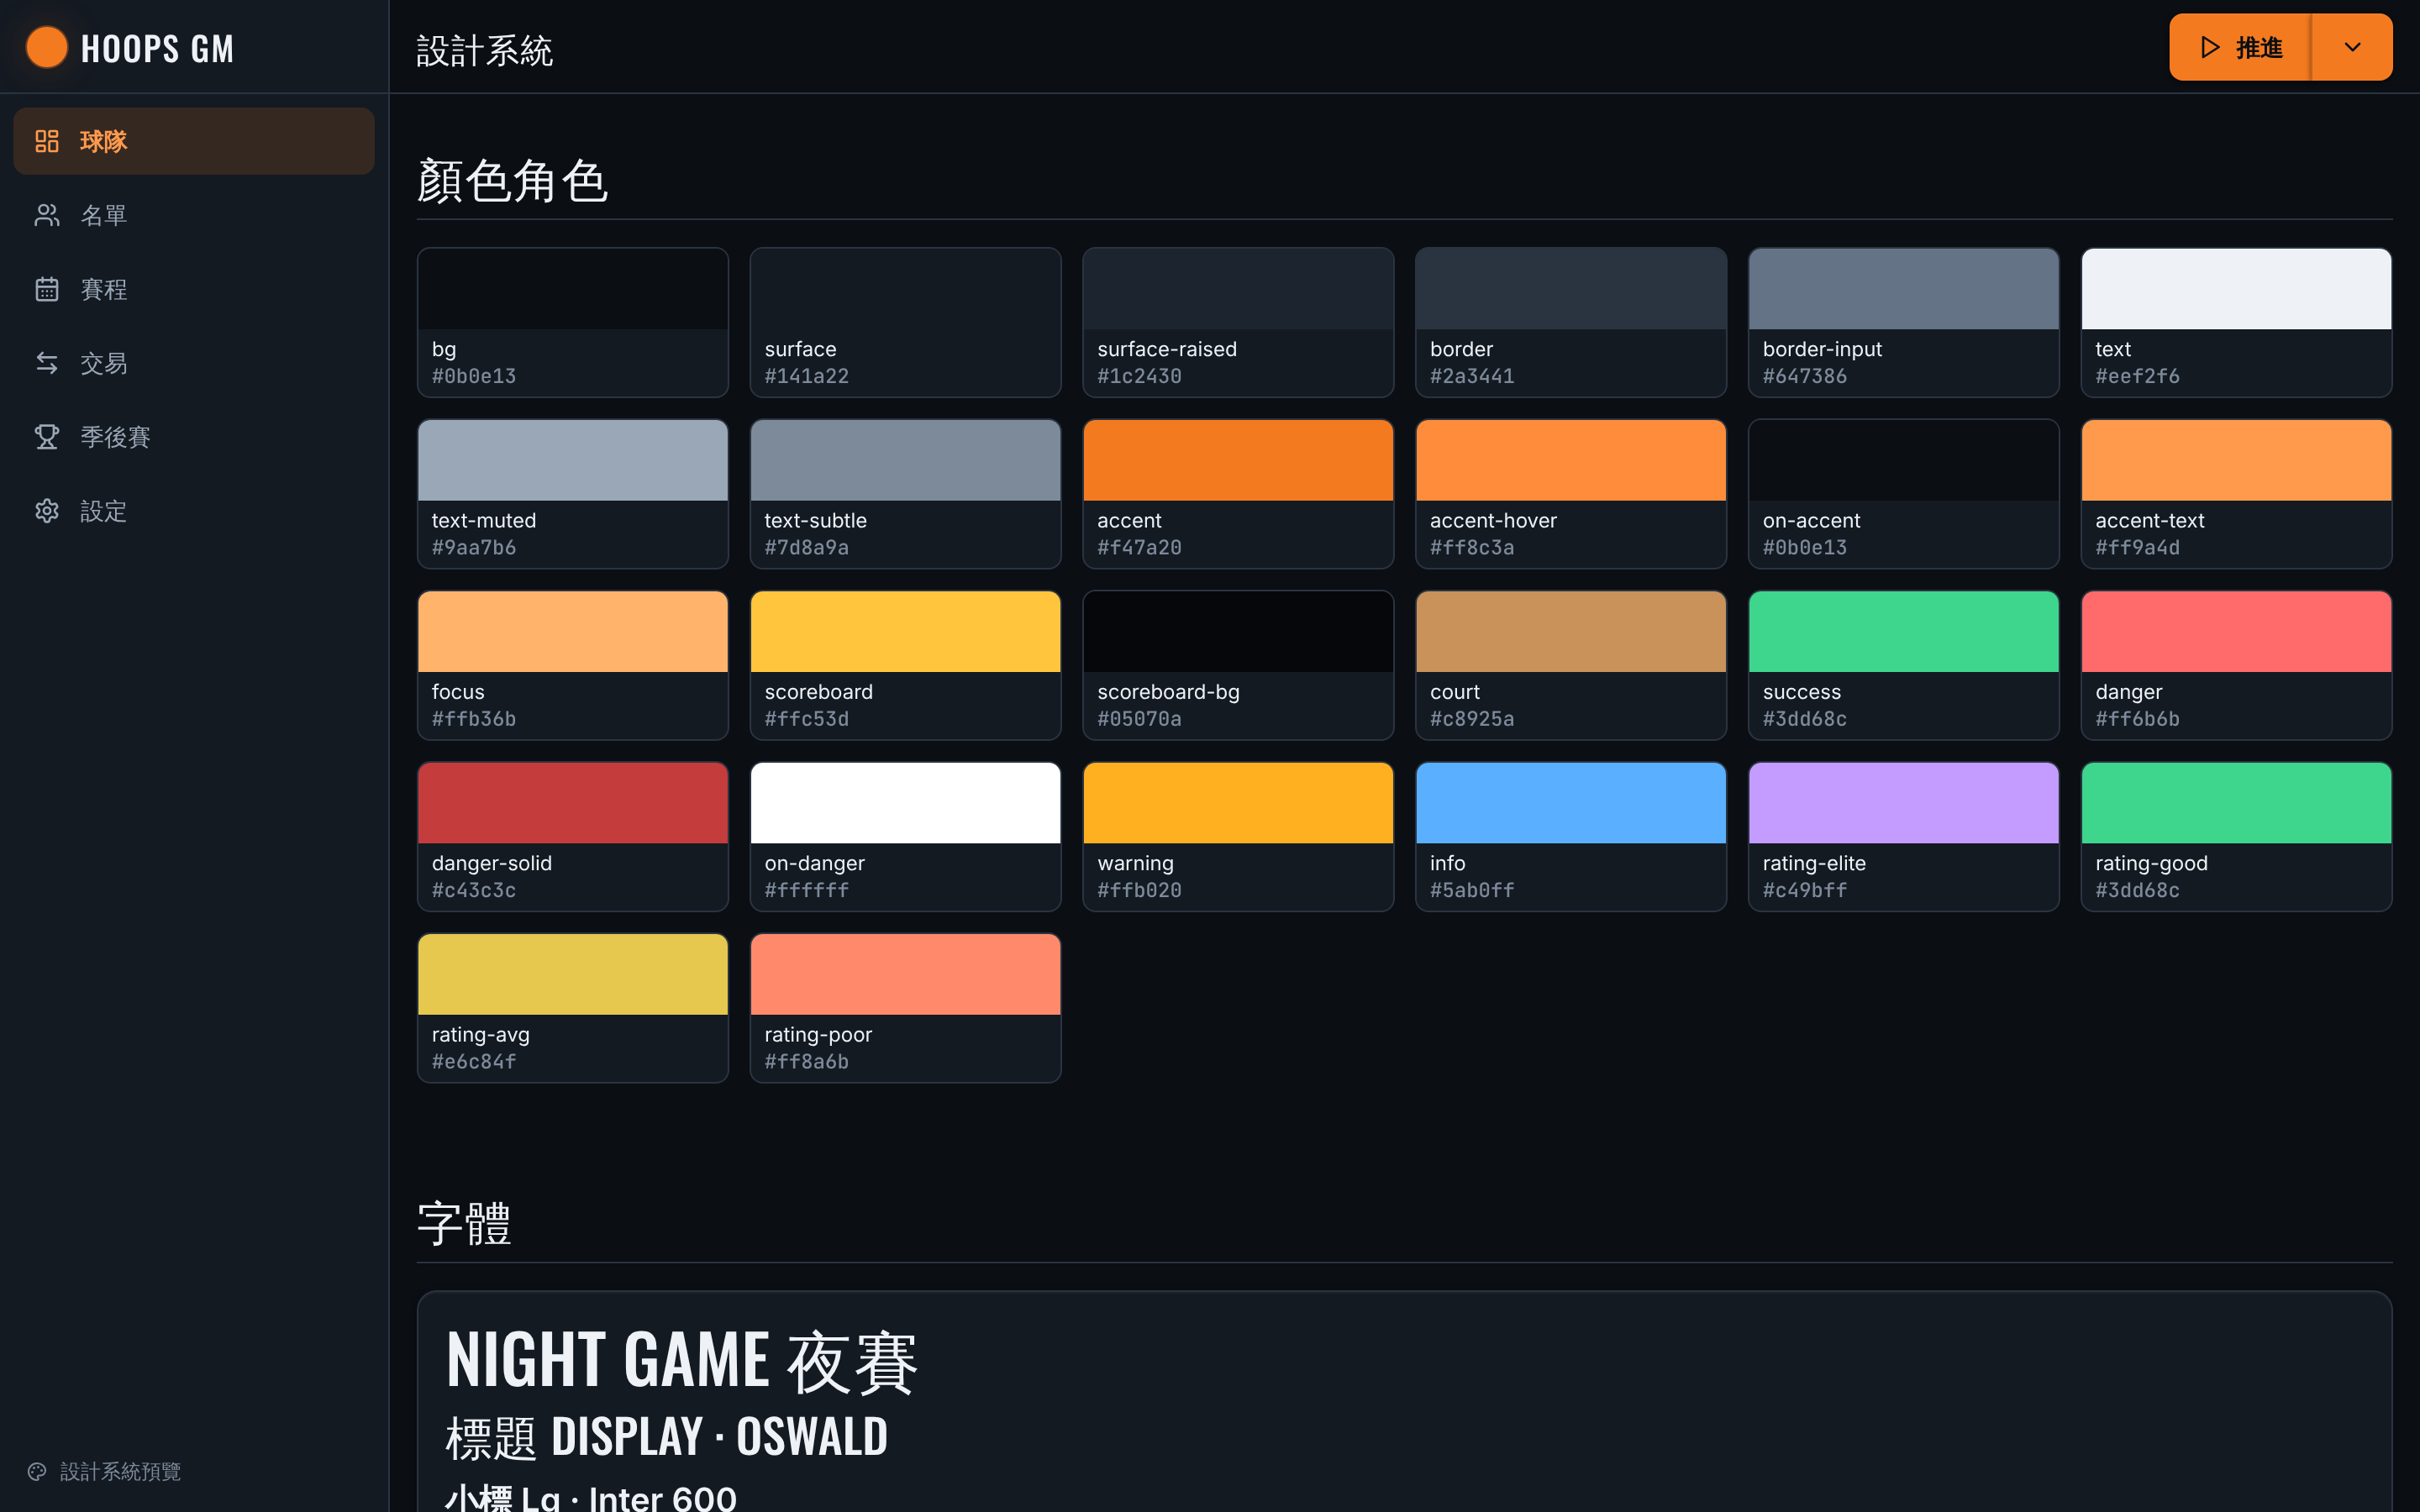 HOOPS GM
球隊
名單
賽程
交易
季後賽
設定
設計系統預覽
設計系統
推進
顏色角色
bg
#0b0e13
surface
#141a22
surface-raised
#1c2430
border
#2a3441
border-input
#647386
text
#eef2f6
text-muted
#9aa7b6
text-subtle
#7d8a9a
accent
#f47a20
accent-hover
#ff8c3a
on-accent
#0b0e13
accent-text
#ff9a4d
focus
#ffb36b
scoreboard
#ffc53d
scoreboard-bg
#05070a
court
#c8925a
success
#3dd68c
danger
#ff6b6b
danger-solid
#c43c3c
on-danger
#ffffff
warning
#ffb020
info
#5ab0ff
rating-elite
#c49bff
rating-good
#3dd68c
rating-avg
#e6c84f
rating-poor
#ff8a6b
字體
NIGHT GAME 夜賽
標題 DISPLAY · OSWALD
小標 Lg · Inter 600